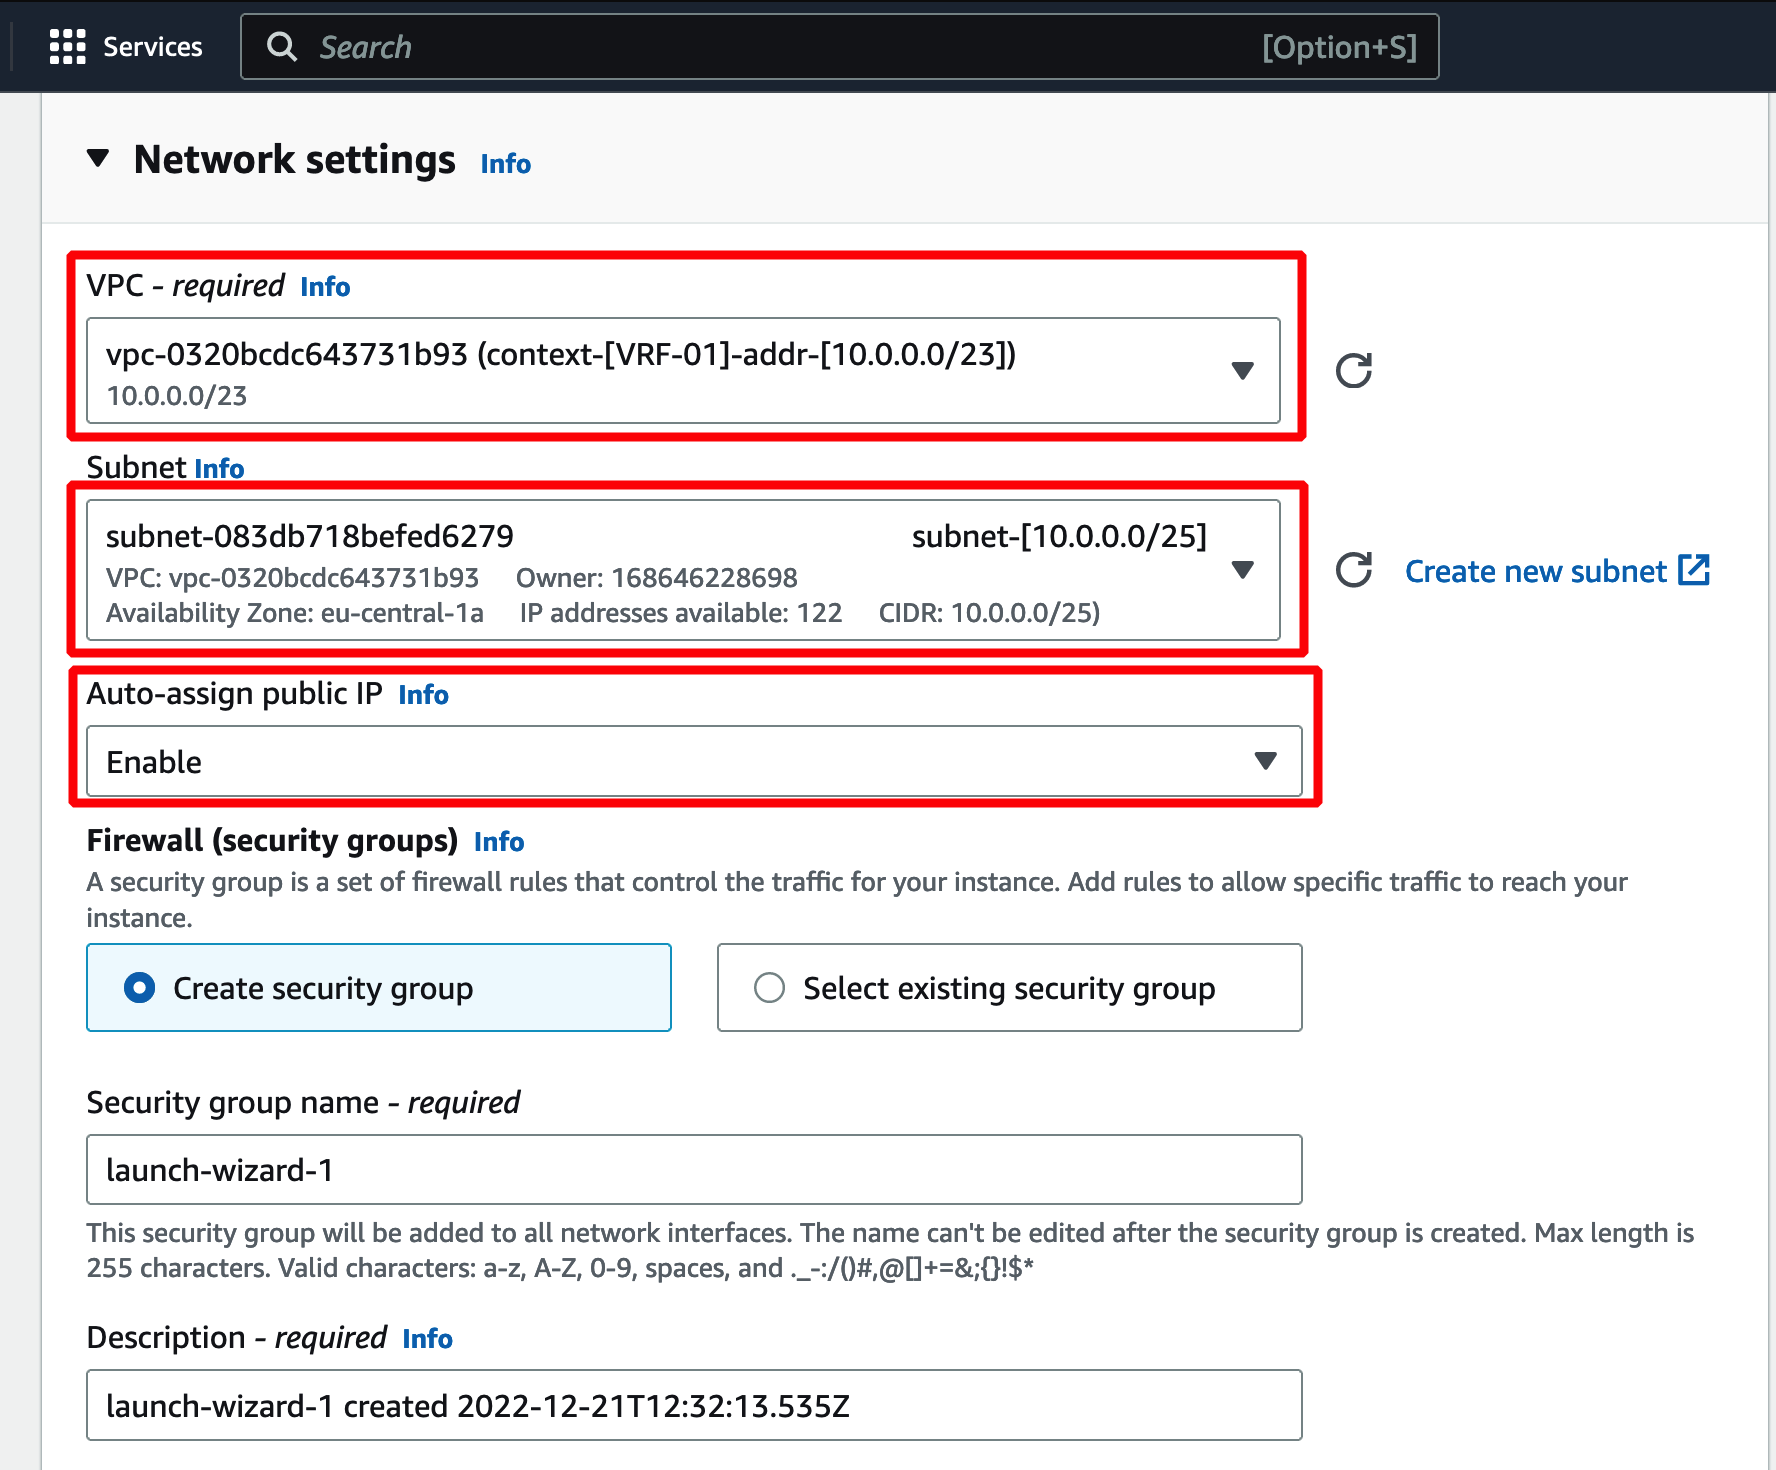 Services Search [Option+S]
Network settings Info
VPC - required Info
vpc-0320bcdc643731b93 (context-[VRF-01]-addr-[10.0.0.0/23])
10.0.0.0/23
Subnet Info
subnet-083db718befed6279 subnet-[10.0.0.0/25]
VPC: vpc-0320bcdc643731b93 Owner: 168646228698
Availability Zone: eu-central-1a IP addresses available: 122 CIDR: 10.0.0.0/25)
Create new subnet
Auto-assign public IP Info
Enable
Firewall (security groups) Info
A security group is a set of firewall rules that control the traffic for your instance. Add rules to allow specific traffic to reach your
instance.
Create security group Select existing security group
Security group name - required
launch-wizard-1
This security group will be added to all network interfaces. The name can't be edited after the security group is created. Max length is
255 characters. Valid characters: a-z, A-Z, 0-9, spaces, and ._-:/()#,@[]+=&;{}!$*
Description - required Info
launch-wizard-1 created 2022-12-21T12:32:13.535Z